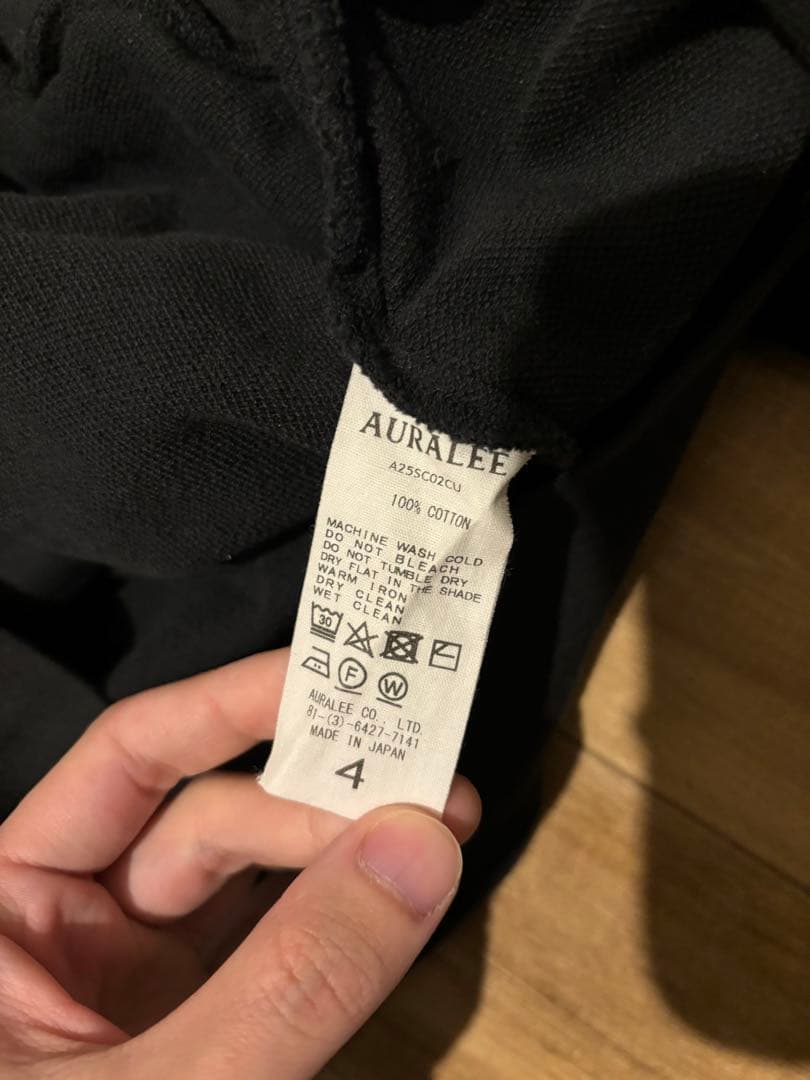 AURALEE
A25SC02CU
100% COTTON
MACHINE WASH COLD
DO NOT BLEACH
DO NOT TUMBLE DRY
DRY FLAT IN THE SHADE
WARM IRON
DRY CLEAN
WET CLEAN
30
F W
AURALEE CO., LTD.
81-(3)-6427-7141
MADE IN JAPAN
4